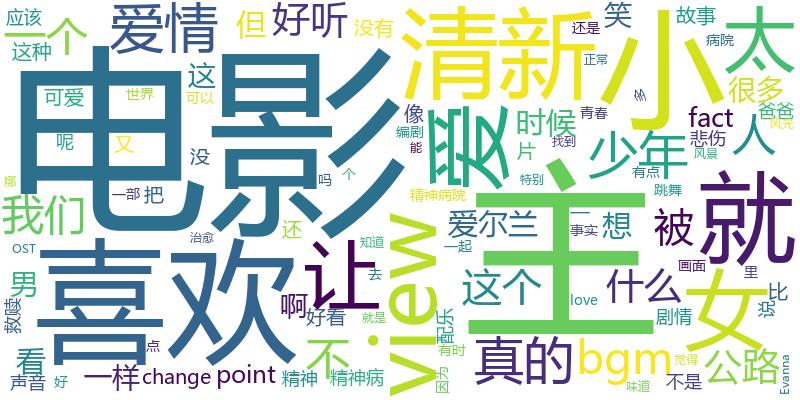 应该 一个 爱情 但 好听 笑 故事 太
这种 这 没有 清新 小 还是 病院 正常
可爱 世界 可以 像 多 很多
呢 电影 又 没 编剧 能 爱 时候 青春 fact 爸爸 风光
娜 一部 把 吗 个 片 找到 少年 悲伤 人 风景
我们 还 精神病院 特别 有点 跳舞
OST 治愈 知道 爱尔兰 一 事实 想 被 就
男 喜欢 让 去 view 一起 主 画面 里
救赎 啊 好看 就是 配乐 这个 love 什么 剧情 说 比 女
看 点 不 有时
声音 好 一样 change point 精神 精神病 因为 真的 bgm 味道 不是 觉得 公路 Evanna